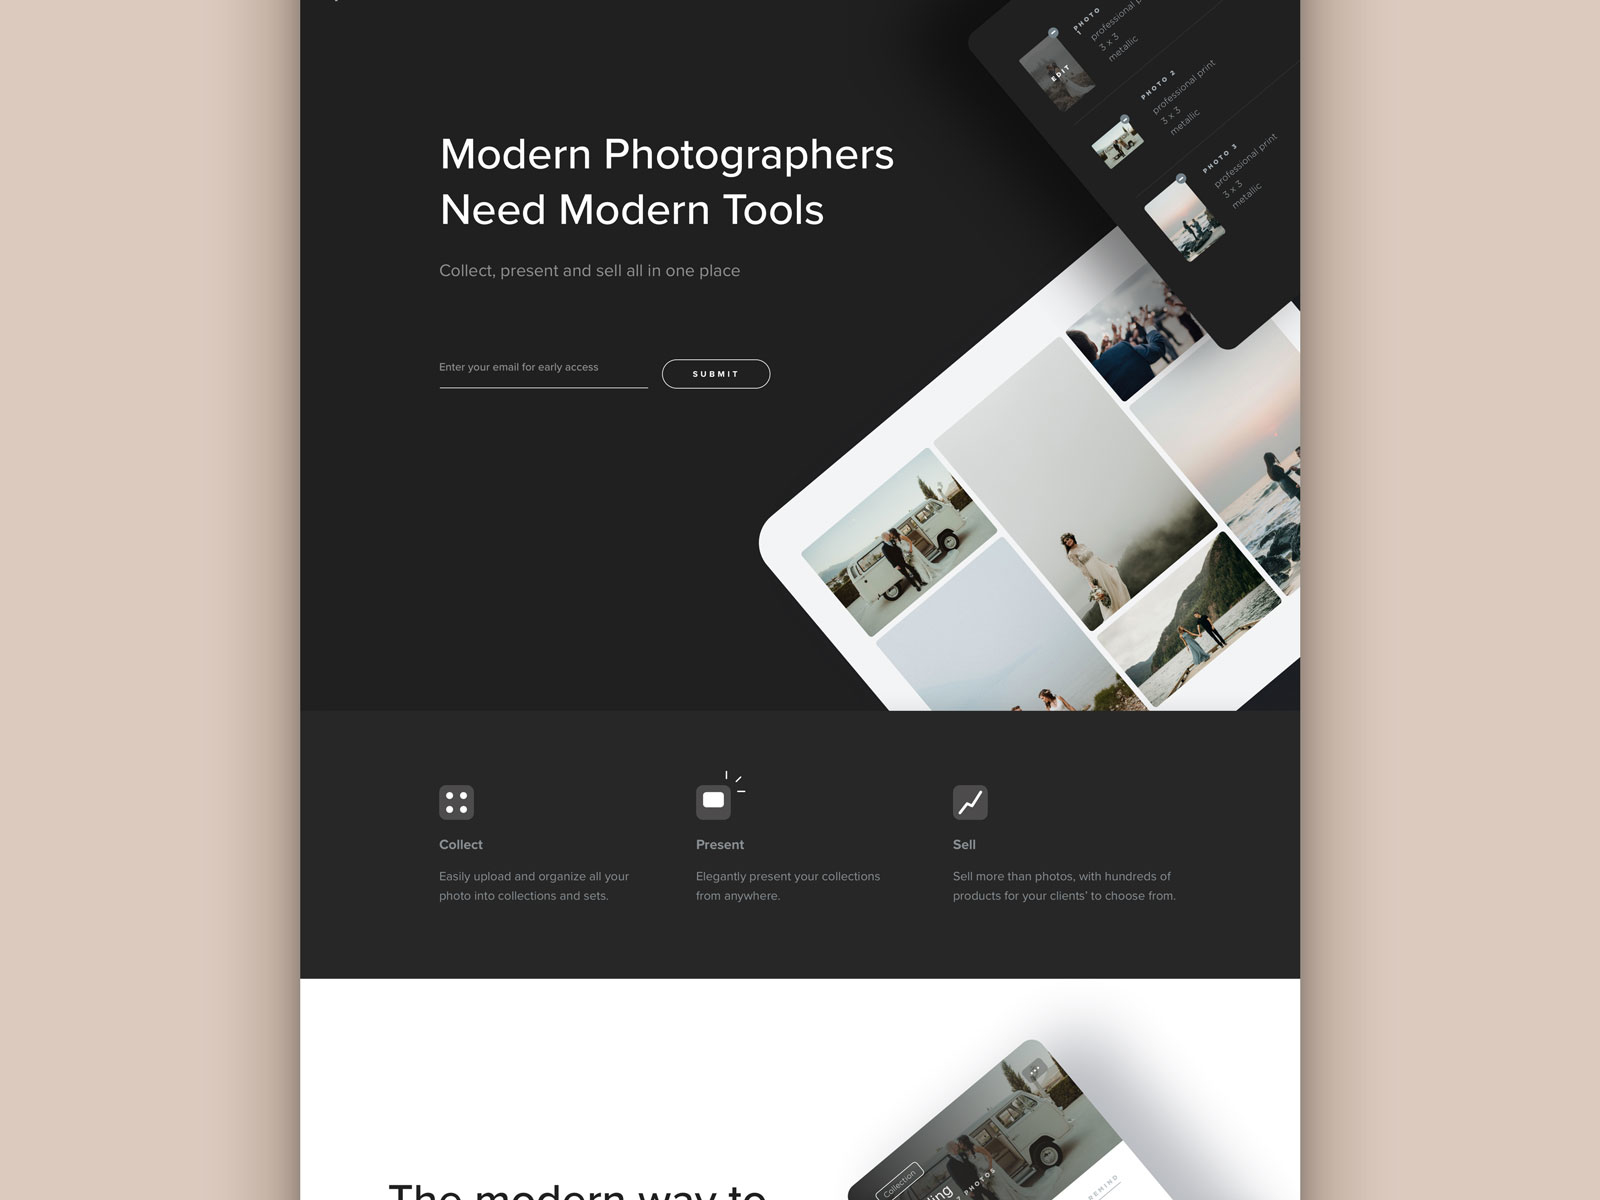 PHOTO 1
professional
3 x 3
metallic
EDIT
PHOTO 2
professional print
3 x 3
metallic
PHOTO 3
professional print
3 x 3
metallic
Modern Photographers
Need Modern Tools
Collect, present and sell all in one place
Enter your email for early access
SUBMIT
Collect
Easily upload and organize all your
photo into collections and sets.
Present
Elegantly present your collections
from anywhere.
Sell
Sell more than photos, with hundreds of
products for your clients’ to choose from.
The modern way to
Collection
PHOTOS
REMIND